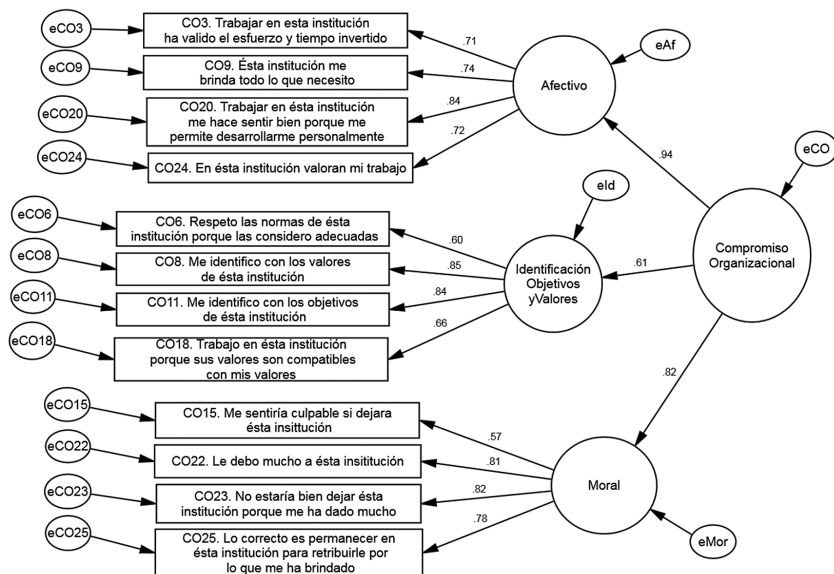 eCO3
CO3. Trabajar en esta institución
ha valido el esfuerzo y tiempo invertido
.71
eCO9
CO9. Ésta institución me
brinda todo lo que necesito
.74
eCO20
CO20. Trabajar en ésta institución
me hace sentir bien porque me
permite desarrollarme personalmente
.84
eCO24
CO24. En ésta institución valoran mi trabajo
.72
Afectivo
eAf
.94
eCO
Compromiso
Organizacional
eId
eCO6
CO6. Respeto las normas de ésta
institución porque las considero adecuadas
.60
eCO8
CO8. Me identifico con los valores
de ésta institución
.85
eCO11
CO11. Me identifico con los objetivos
de ésta institución
.84
eCO18
CO18. Trabajo en ésta institución
porque sus valores son compatibles
con mis valores
.66
Identificación
Objetivos
yValores
.61
.82
eCO15
CO15. Me sentiría culpable si dejara
ésta insittución
.57
eCO22
CO22. Le debo mucho a ésta insititución
.81
eCO23
CO23. No estaría bien dejar ésta
institución porque me ha dado mucho
.82
eCO25
CO25. Lo correcto es permanecer en
ésta institución para retribuirle por
lo que me ha brindado
.78
Moral
eMor